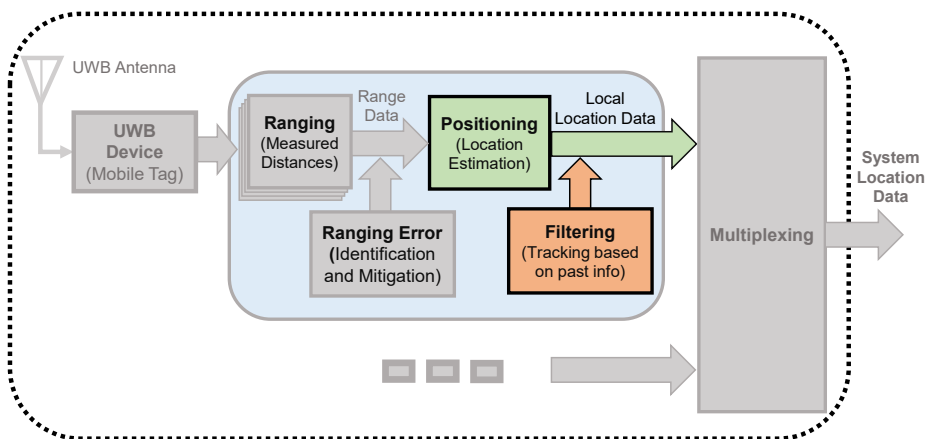 UWB Antenna
UWB
Device
(Mobile Tag)
Ranging
(Measured
Distances)
Range
Data
Ranging Error
(Identification
and Mitigation)
Positioning
(Location
Estimation)
Local
Location Data
Filtering
(Tracking based
on past info)
Multiplexing
System
Location
Data